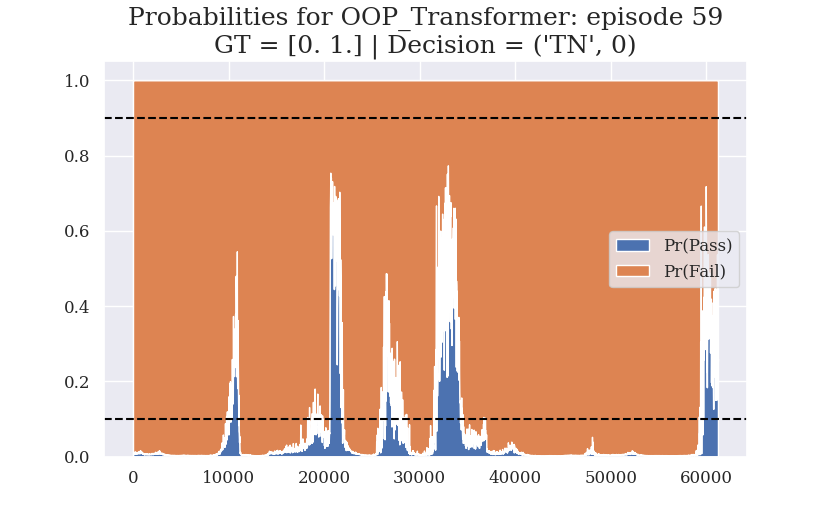 Probabilities for OOP_Transformer: episode 59
GT = [0. 1.] | Decision = ('TN', 0)
1.0
0.8
0.6
0.4
0.2
0.0
Pr(Pass)
Pr(Fail)
0 10000 20000 30000 40000 50000 60000